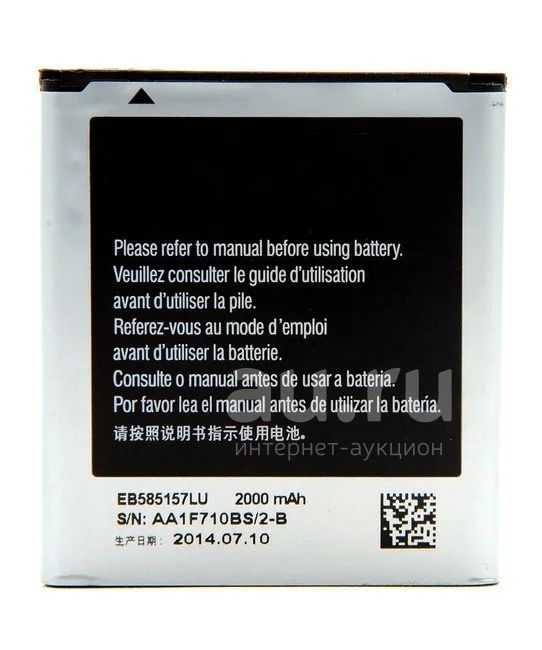 Please refer to manual before using battery.
Veuillez consulter le guide d'utilisation
avant d'utiliser la pile.
Referez-vous au mode d'emploi
avant d'utiliser la batterie.
Consulte o manual antes de usar a bateria.
Por favor lea el manual antes de utilizar la batería.
请按照说明书指示使用电池。
au.ru
интернет-аукцион
EB585157LU 2000 mAh
S/N: AA1F710BS/2-B
生产日期: 2014.07.10